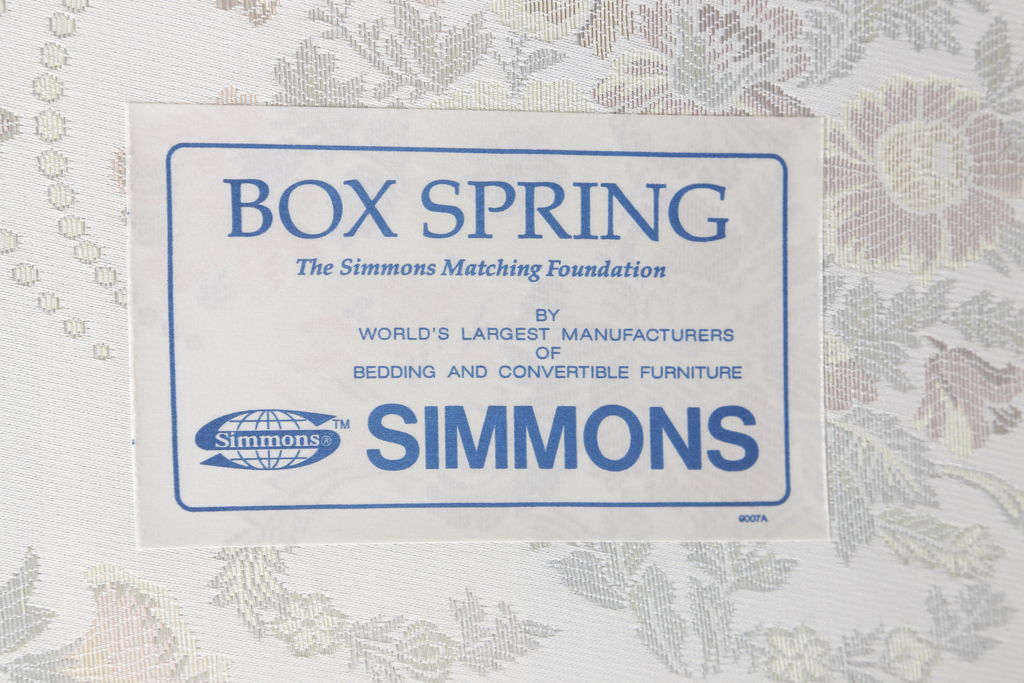 BOX SPRING
The Simmons Matching Foundation
BY
WORLD'S LARGEST MANUFACTURERS
OF
BEDDING AND CONVERTIBLE FURNITURE
Simmons® TM SIMMONS
9007A